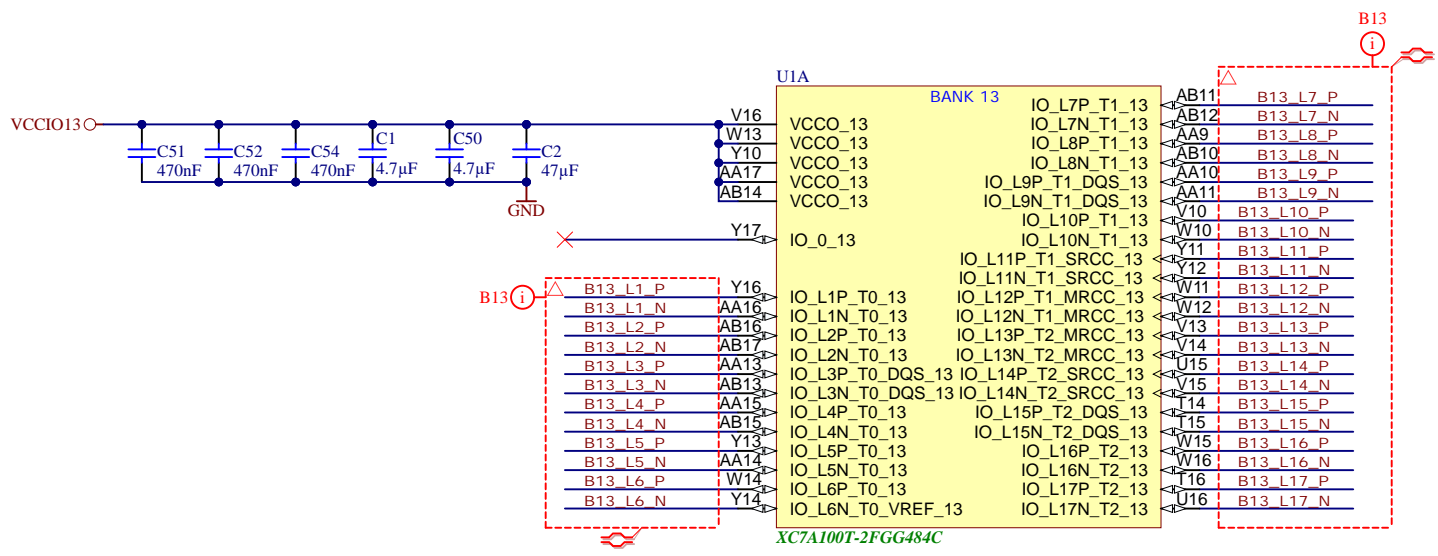 B13
i
U1A
BANK 13
VCCIO13
C51
470nF
C52
470nF
C54
470nF
C1
4.7µF
C50
4.7µF
C2
47µF
GND
V16 VCCO_13
W13 VCCO_13
Y10 VCCO_13
AA17 VCCO_13
AB14 VCCO_13
Y17 IO_0_13
B13 i
B13_L1_P Y16 IO_L1P_T0_13
B13_L1_N AA16 IO_L1N_T0_13
B13_L2_P AB16 IO_L2P_T0_13
B13_L2_N AB17 IO_L2N_T0_13
B13_L3_P AA13 IO_L3P_T0_DQS_13
B13_L3_N AB13 IO_L3N_T0_DQS_13
B13_L4_P AA15 IO_L4P_T0_13
B13_L4_N AB15 IO_L4N_T0_13
B13_L5_P Y13 IO_L5P_T0_13
B13_L5_N AA14 IO_L5N_T0_13
B13_L6_P W14 IO_L6P_T0_13
B13_L6_N Y14 IO_L6N_T0_VREF_13
IO_L7P_T1_13 AB11 B13_L7_P
IO_L7N_T1_13 AB12 B13_L7_N
IO_L8P_T1_13 AA9 B13_L8_P
IO_L8N_T1_13 AB10 B13_L8_N
IO_L9P_T1_DQS_13 AA10 B13_L9_P
IO_L9N_T1_DQS_13 AA11 B13_L9_N
IO_L10P_T1_13 V10 B13_L10_P
IO_L10N_T1_13 W10 B13_L10_N
IO_L11P_T1_SRCC_13 Y11 B13_L11_P
IO_L11N_T1_SRCC_13 Y12 B13_L11_N
IO_L12P_T1_MRCC_13 W11 B13_L12_P
IO_L12N_T1_MRCC_13 W12 B13_L12_N
IO_L13P_T2_MRCC_13 V13 B13_L13_P
IO_L13N_T2_MRCC_13 V14 B13_L13_N
IO_L14P_T2_SRCC_13 U15 B13_L14_P
IO_L14N_T2_SRCC_13 V15 B13_L14_N
IO_L15P_T2_DQS_13 T14 B13_L15_P
IO_L15N_T2_DQS_13 T15 B13_L15_N
IO_L16P_T2_13 W15 B13_L16_P
IO_L16N_T2_13 W16 B13_L16_N
IO_L17P_T2_13 T16 B13_L17_P
IO_L17N_T2_13 U16 B13_L17_N
XC7A100T-2FGG484C